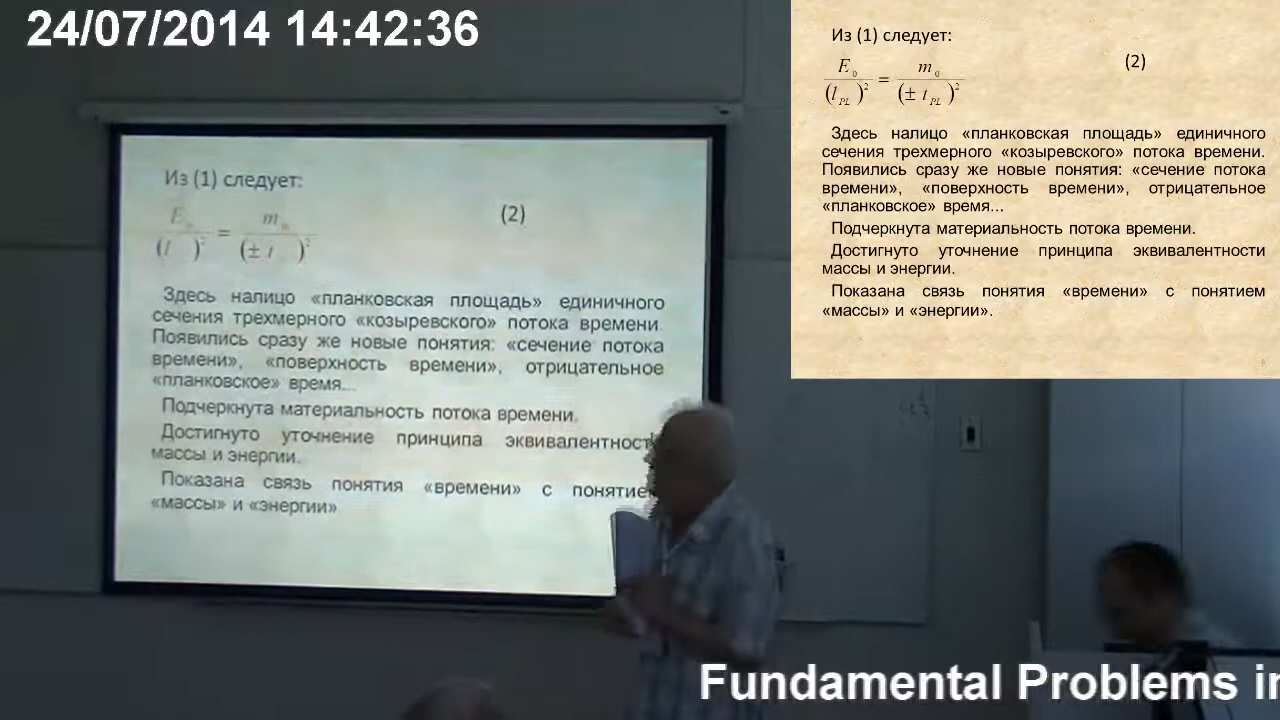 24/07/2014 14:42:36
Из (1) следует:
E = m
(l )² (± t )²
(2)
Здесь налицо «планковская площадь» единичного
сечения трехмерного «козыревского» потока времени.
Появились сразу же новые понятия: «сечение потока
времени», «поверхность времени», отрицательное
«планковское» время...
Подчеркнута материальность потока времени.
Достигнуто уточнение принципа эквивалентност
массы и энергии.
Показана связь понятия «времени» с понятием
«массы» и «энергии»
Из (1) следует:
E₀ / (l_PL)² = m₀ / (± t_PL)²
(2)
Здесь налицо «планковская площадь» единичного
сечения трехмерного «козыревского» потока времени.
Появились сразу же новые понятия: «сечение потока
времени», «поверхность времени», отрицательное
«планковское» время...
Подчеркнута материальность потока времени.
Достигнуто уточнение принципа эквивалентности
массы и энергии.
Показана связь понятия «времени» с понятием
«массы» и «энергии».
Fundamental Problems in